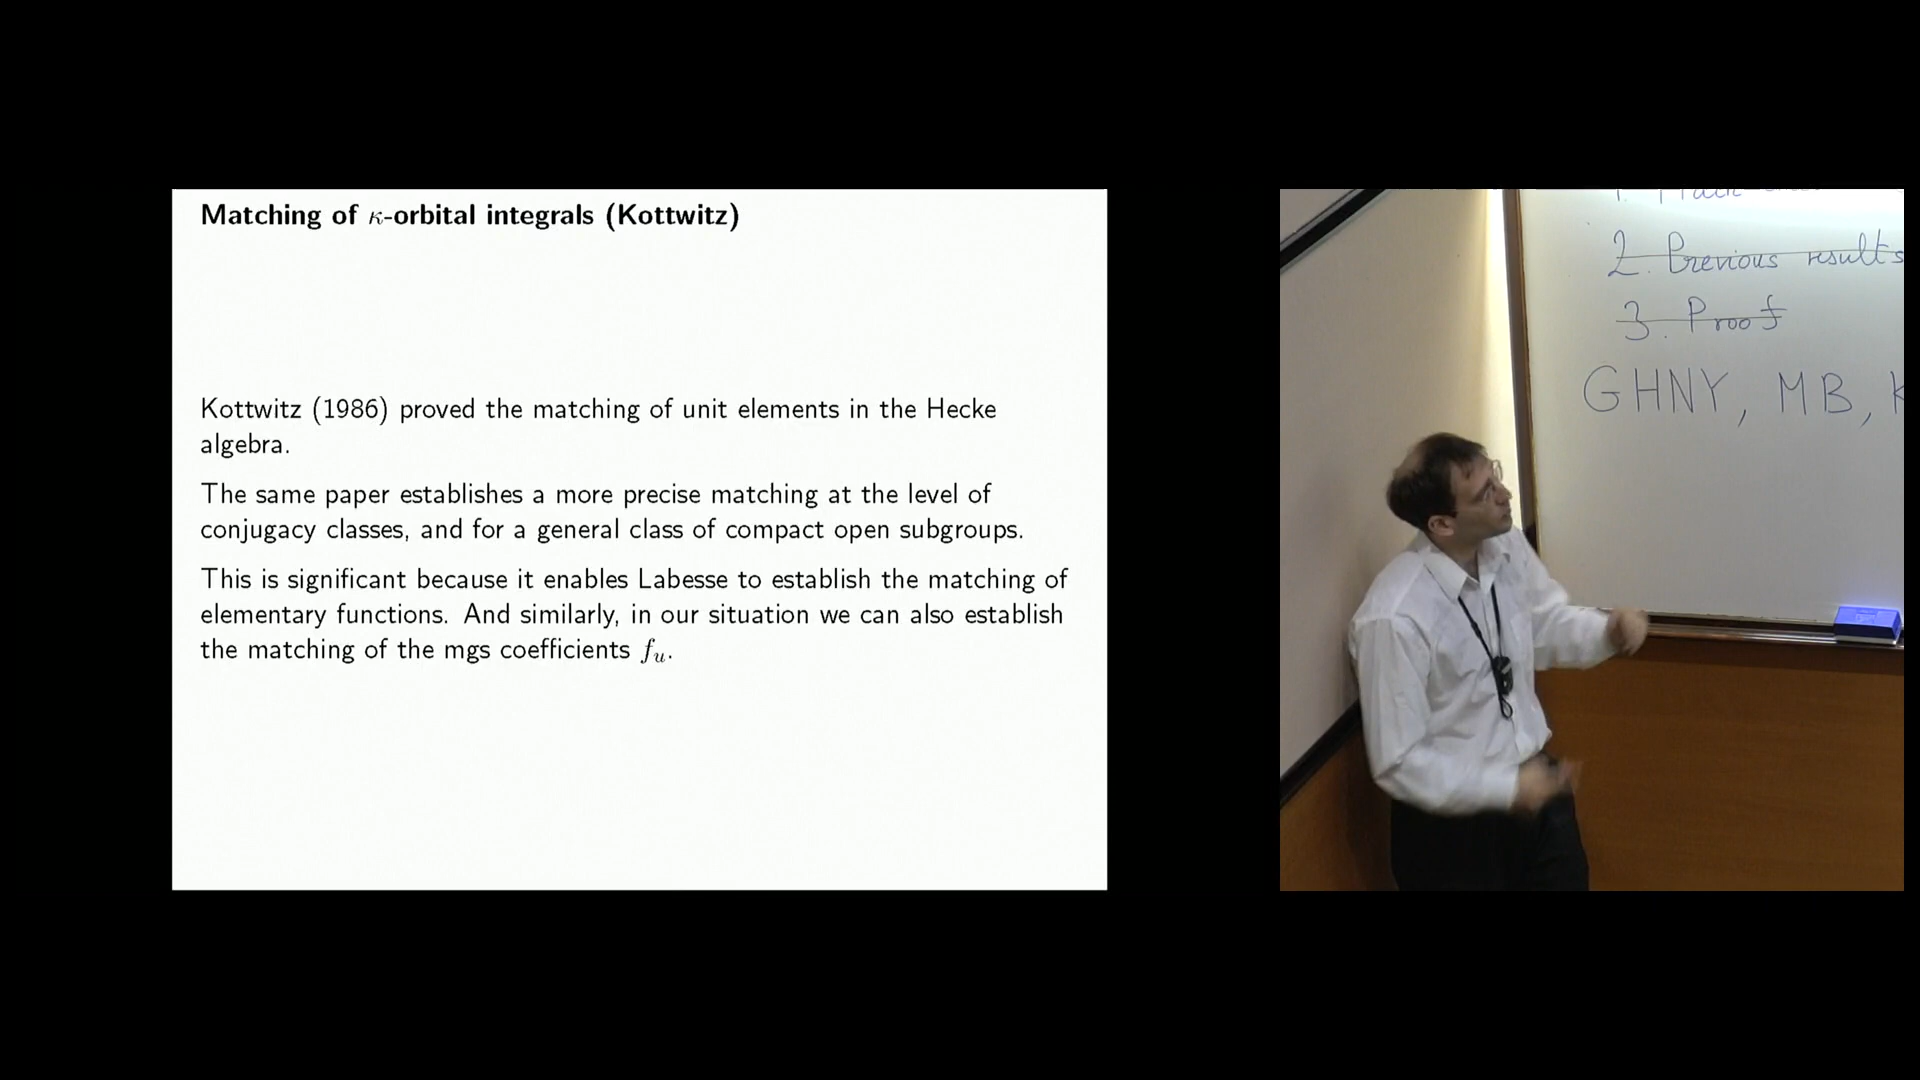 Matching of κ-orbital integrals (Kottwitz)
Kottwitz (1986) proved the matching of unit elements in the Hecke
algebra.
The same paper establishes a more precise matching at the level of
conjugacy classes, and for a general class of compact open subgroups.
This is significant because it enables Labesse to establish the matching of
elementary functions. And similarly, in our situation we can also establish
the matching of the mgs coefficients f_u.
1.
2. Previous results
3. Proof
GHNY, MB, K